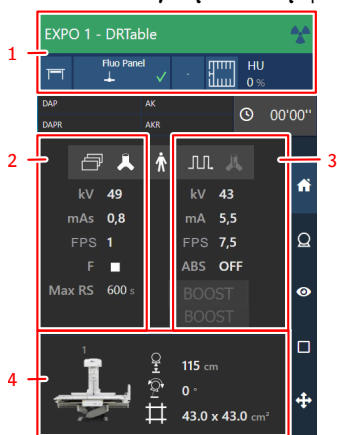 EXPO 1 - DRTable
1
Fluo Panel
HU
0 %
DAP
AK
00'00''
DAPR
AKR
2
3
kV 49
kV 43
mAs 0,8
mA 5,5
FPS 1
FPS 7,5
F
ABS OFF
Max RS 600 s
BOOST
BOOST
1
115 cm
4
0 °
43.0 x 43.0 cm²